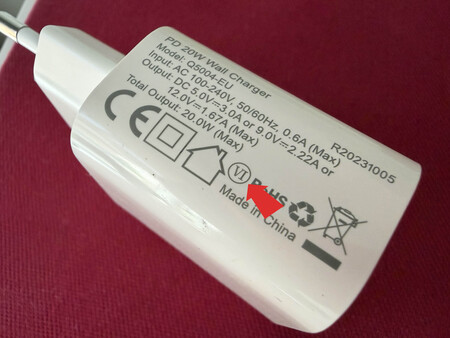 PD 20W Wall Charger
Model: Q5004-EU
Input: AC 100-240V, 50/60Hz, 0.6A (Max)
Output: DC 5.0V⎓3.0A or 9.0V⎓2.22A or
12.0V⎓1.67A (Max)
Total Output: 20.0W (Max)
R20231005
CE VI RoHS
Made in China